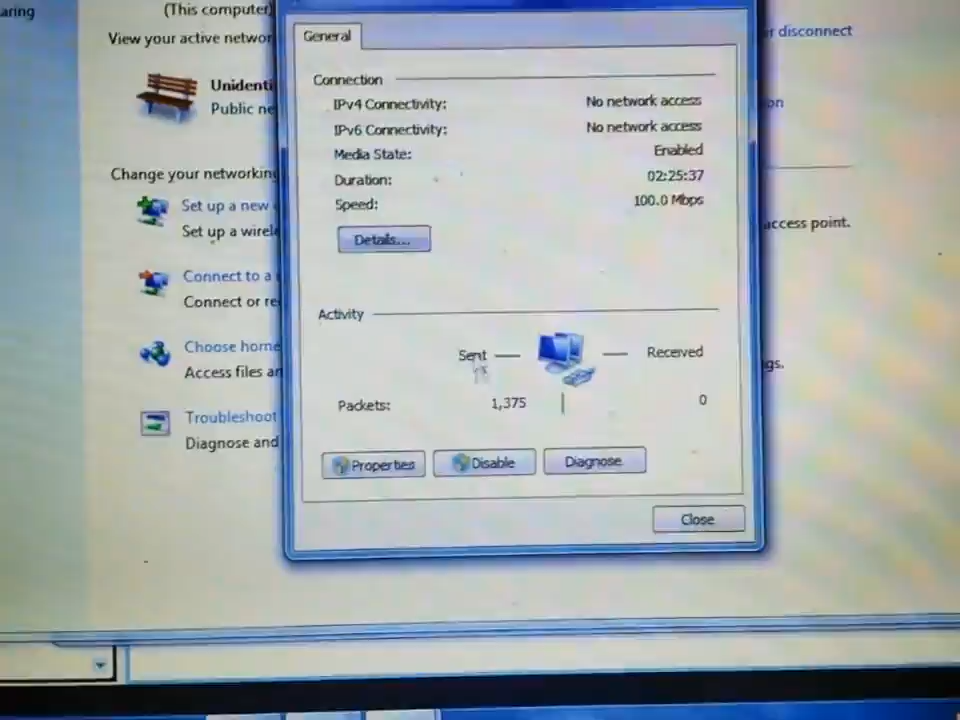 aring
(This computer)
View your active networ
r disconnect
Unidenti
Public ne
on
Change your networking
Set up a new
Set up a wirele
access point.
Connect to a
Connect or re
Choose home
Access files an
gs.
Troubleshoot
Diagnose and
General
Connection
IPv4 Connectivity: No network access
IPv6 Connectivity: No network access
Media State: Enabled
Duration: 02:25:37
Speed: 100.0 Mbps
Details...
Activity
Sent Received
Packets: 1,375 0
Properties Disable Diagnose
Close